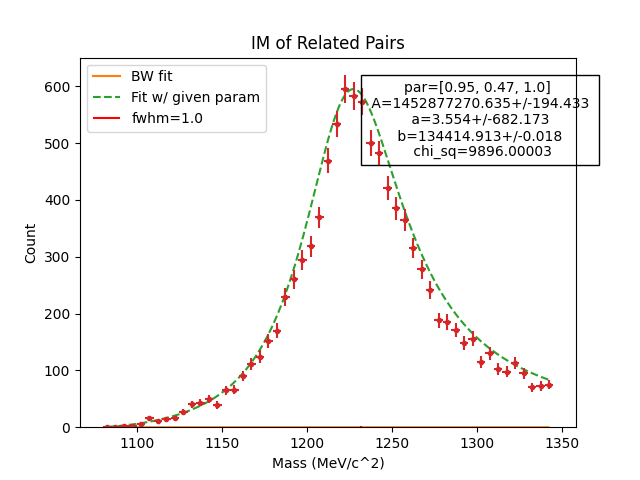 IM of Related Pairs
BW fit
Fit w/ given param
fwhm=1.0
par=[0.95, 0.47, 1.0]
A=1452877270.635+/-194.433
a=3.554+/-682.173
b=134414.913+/-0.018
chi_sq=9896.00003
600
500
400
300
200
100
0
Count
1100
1150
1200
1250
1300
1350
Mass (MeV/c^2)